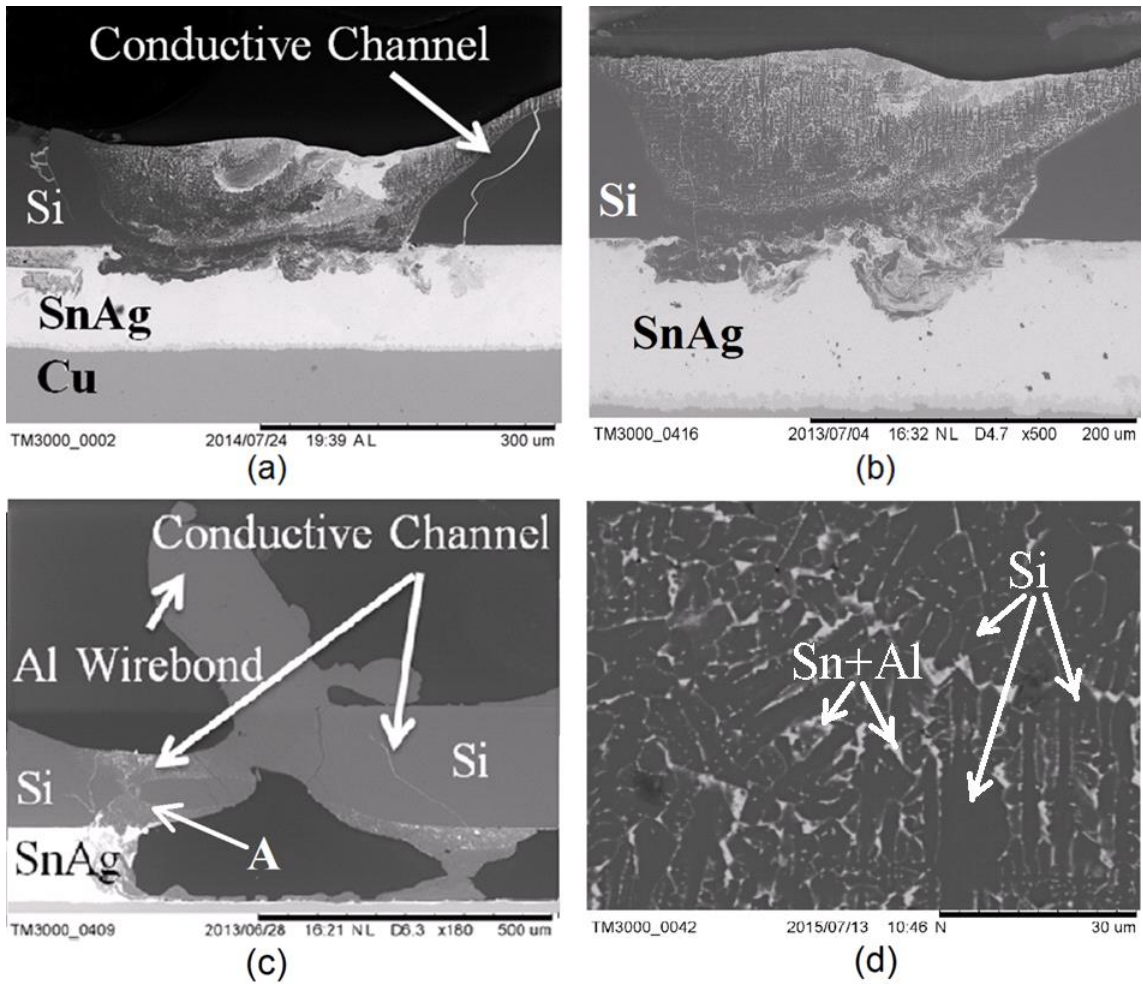 Conductive
Channel
Si
SnAg
Cu
TM3000_0002 2014/07/24 19:39 A L 300 um
(a)
Si
SnAg
TM3000_0416 2013/07/04 16:32 NL D4.7 x500 200 um
(b)
Conductive Channel
Al Wirebond
Si
Si
SnAg
A
TM3000_0409 2013/06/28 16:21 NL D6.3 x180 500 um
(c)
Si
Sn+Al
TM3000_0042 2015/07/13 10:46 N 30 um
(d)